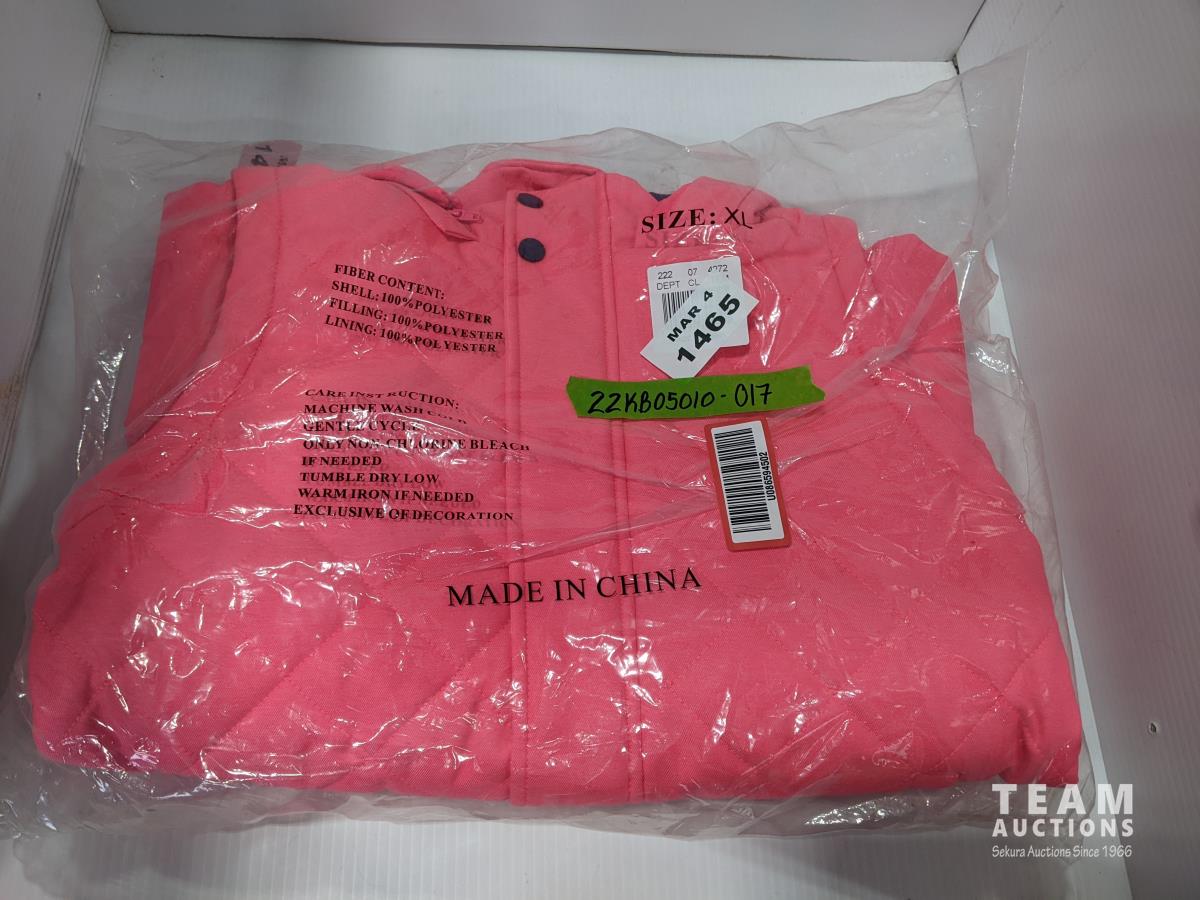 SIZE: XL
FIBER CONTENT:
SHELL: 100% POLYESTER
FILLING: 100% POLYESTER
LINING: 100% POLYESTER
222 07
DEPT CL
MAR 4
1465
22KB05010-017
CARE INSTRUCTION:
MACHINE WASH COLD
GENTLE CYCLE
ONLY NON-CHLORINE BLEACH
IF NEEDED
TUMBLE DRY LOW
WARM IRON IF NEEDED
EXCLUSIVE OF DECORATION
U006594502
MADE IN CHINA
TEAM
AUCTIONS
Sekura Auctions Since 1966